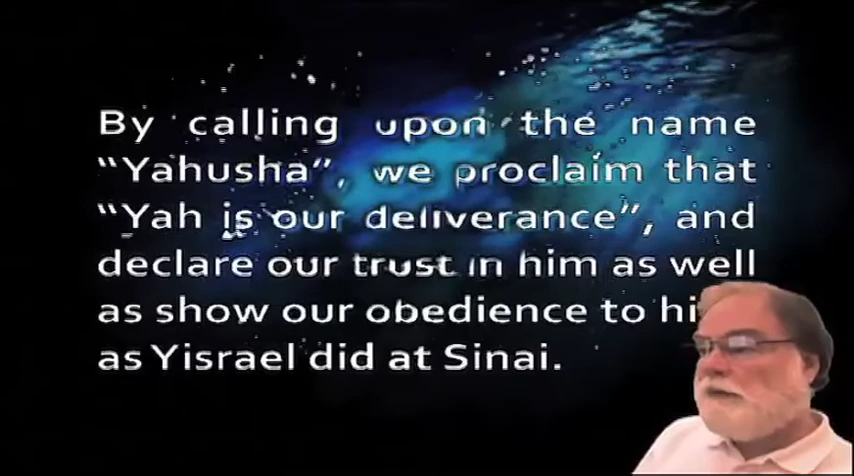 By calling upon the name
“Yahusha”, we proclaim that
“Yah is our deliverance”, and
declare our trust in him as well
as show our obedience to
as Yisrael did at Sinai.